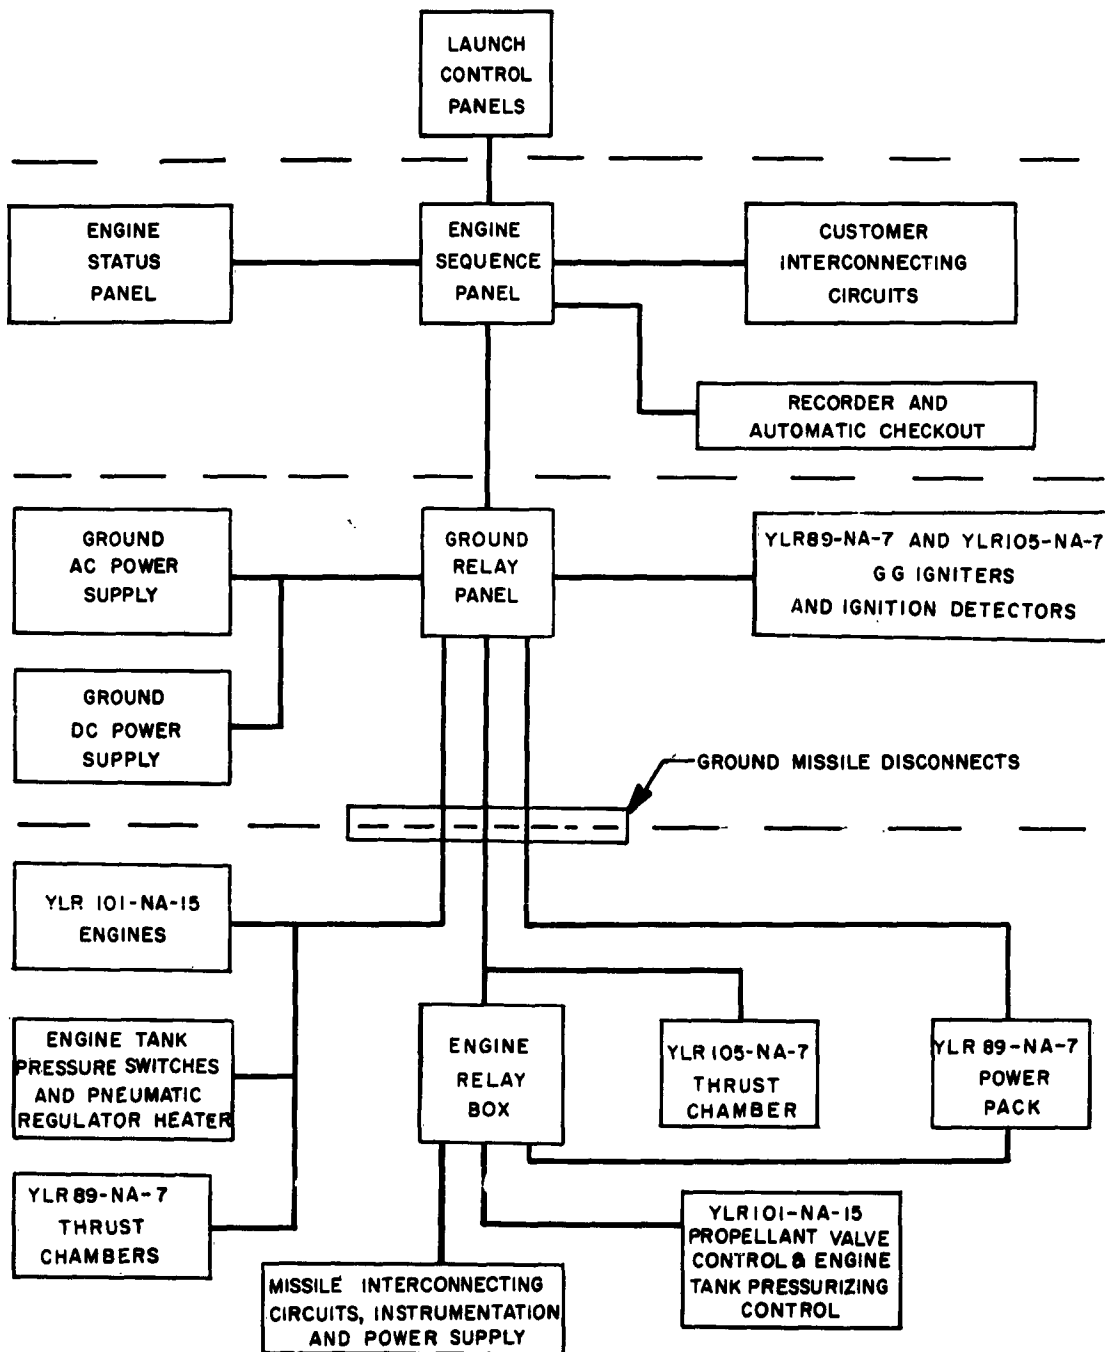 LAUNCH
CONTROL
PANELS
ENGINE
STATUS
PANEL
ENGINE
SEQUENCE
PANEL
CUSTOMER
INTERCONNECTING
CIRCUITS
RECORDER AND
AUTOMATIC CHECKOUT
GROUND
AC POWER
SUPPLY
GROUND
RELAY
PANEL
YLR89-NA-7 AND YLR105-NA-7
GG IGNITERS
AND IGNITION DETECTORS
GROUND
DC POWER
SUPPLY
GROUND MISSILE DISCONNECTS
YLR 101-NA-15
ENGINES
ENGINE TANK
PRESSURE SWITCHES
AND PNEUMATIC
REGULATOR HEATER
ENGINE
RELAY
BOX
YLR105-NA-7
THRUST
CHAMBER
YLR 89-NA-7
POWER
PACK
YLR89-NA-7
THRUST
CHAMBERS
MISSILE INTERCONNECTING
CIRCUITS, INSTRUMENTATION
AND POWER SUPPLY
YLR101-NA-15
PROPELLANT VALVE
CONTROL & ENGINE
TANK PRESSURIZING
CONTROL